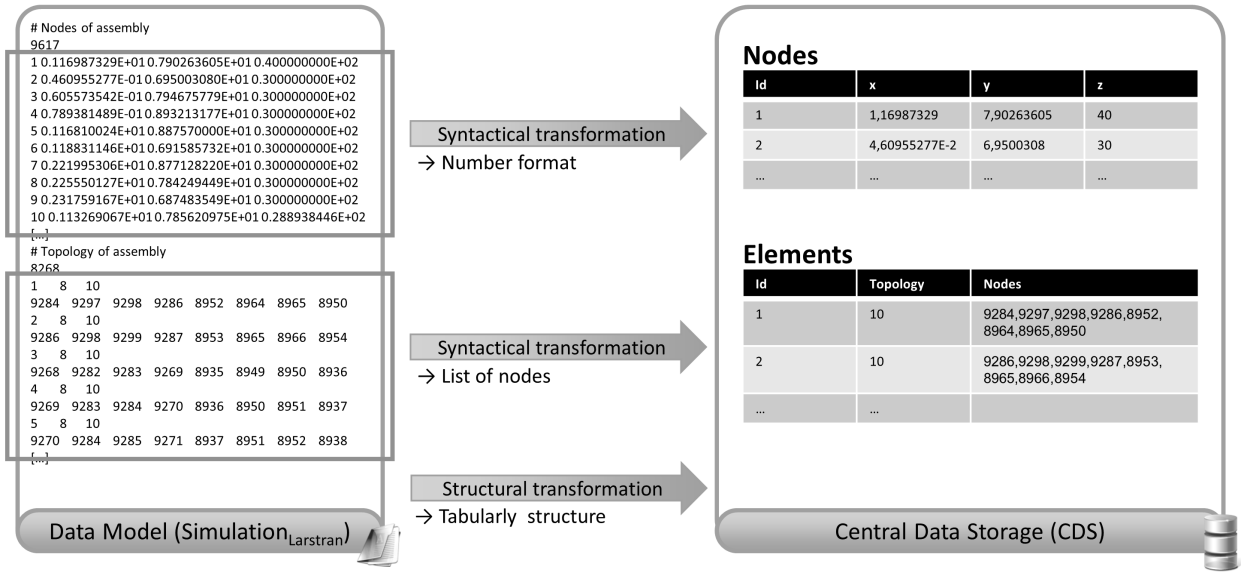 # Nodes of assembly
9617
1 0.116987329E+01 0.790263605E+01 0.400000000E+02
2 0.460955277E-01 0.695003080E+01 0.300000000E+02
3 0.605573542E-01 0.794675779E+01 0.300000000E+02
4 0.789381489E-01 0.893213177E+01 0.300000000E+02
5 0.116810024E+01 0.887570000E+01 0.300000000E+02
6 0.118831146E+01 0.691585732E+01 0.300000000E+02
7 0.221995306E+01 0.877128220E+01 0.300000000E+02
8 0.225550127E+01 0.784249449E+01 0.300000000E+02
9 0.231759167E+01 0.687483549E+01 0.300000000E+02
10 0.113269067E+01 0.785620975E+01 0.288938446E+02
[...]
# Topology of assembly
8268
1 8 10
9284 9297 9298 9286 8952 8964 8965 8950
2 8 10
9286 9298 9299 9287 8953 8965 8966 8954
3 8 10
9268 9282 9283 9269 8935 8949 8950 8936
4 8 10
9269 9283 9284 9270 8936 8950 8951 8937
5 8 10
9270 9284 9285 9271 8937 8951 8952 8938
[...]
Data Model (Simulation Larstran)
Syntactical transformation
→ Number format
Syntactical transformation
→ List of nodes
Structural transformation
→ Tabularly structure
Nodes
Id x y z
1 1,16987329 7,90263605 40
2 4,60955277E-2 6,9500308 30
... ... ... ...
Elements
Id Topology Nodes
1 10 9284,9297,9298,9286,8952,
8964,8965,8950
2 10 9286,9298,9299,9287,8953,
8965,8966,8954
... ...
Central Data Storage (CDS)